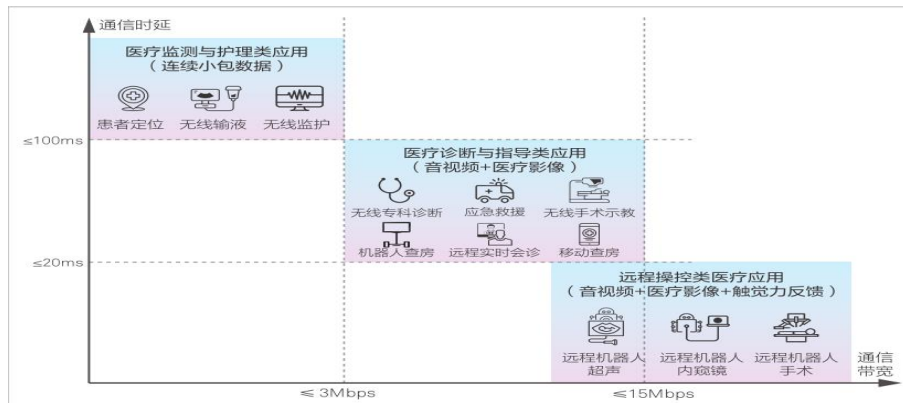 通信时延
医疗监测与护理类应用
（连续小包数据）
患者定位 无线输液 无线监护
≤100ms
医疗诊断与指导类应用
（音视频+医疗影像）
无线专科诊断 应急救援 无线手术示教
机器人查房 远程实时会诊 移动查房
≤20ms
远程操控类医疗应用
（音视频+医疗影像+触觉力反馈）
远程机器人 远程机器人 远程机器人
超声 内窥镜 手术
通信
带宽
≤ 3Mbps ≤15Mbps